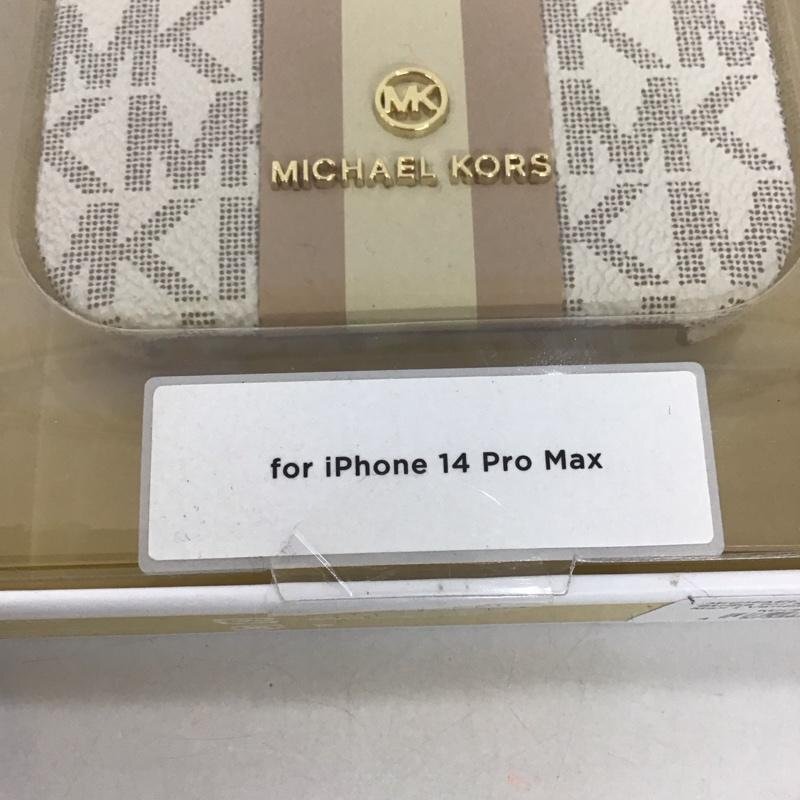 MK
MICHAEL KORS
for iPhone 14 Pro Max